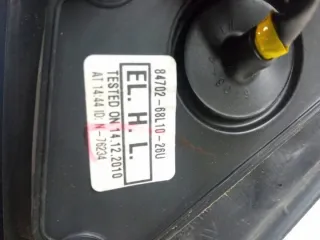 84702-68L10-26U
EL. H. L.
TESTED ON 14.12.2010
AT 14:44 ID: N-76234